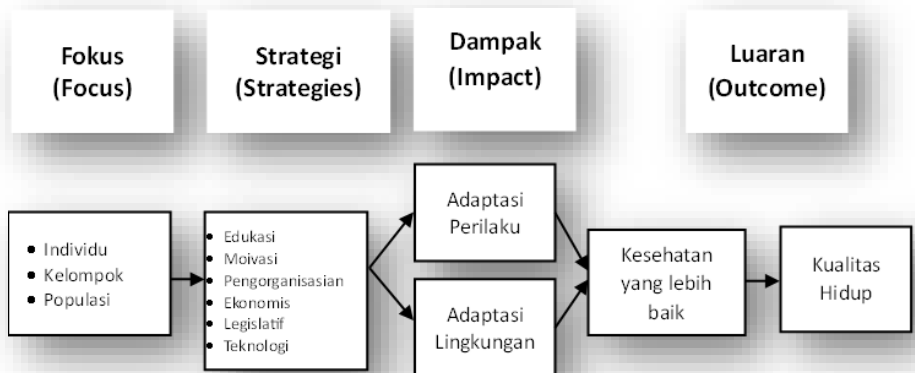 Fokus
(Focus)
Strategi
(Strategies)
Dampak
(Impact)
Luaran
(Outcome)
• Individu
• Kelompok
• Populasi
• Edukasi
• Moivasi
• Pengorganisasian
• Ekonomis
• Legislatif
• Teknologi
Adaptasi
Perilaku
Adaptasi
Lingkungan
Kesehatan
yang lebih
baik
Kualitas
Hidup